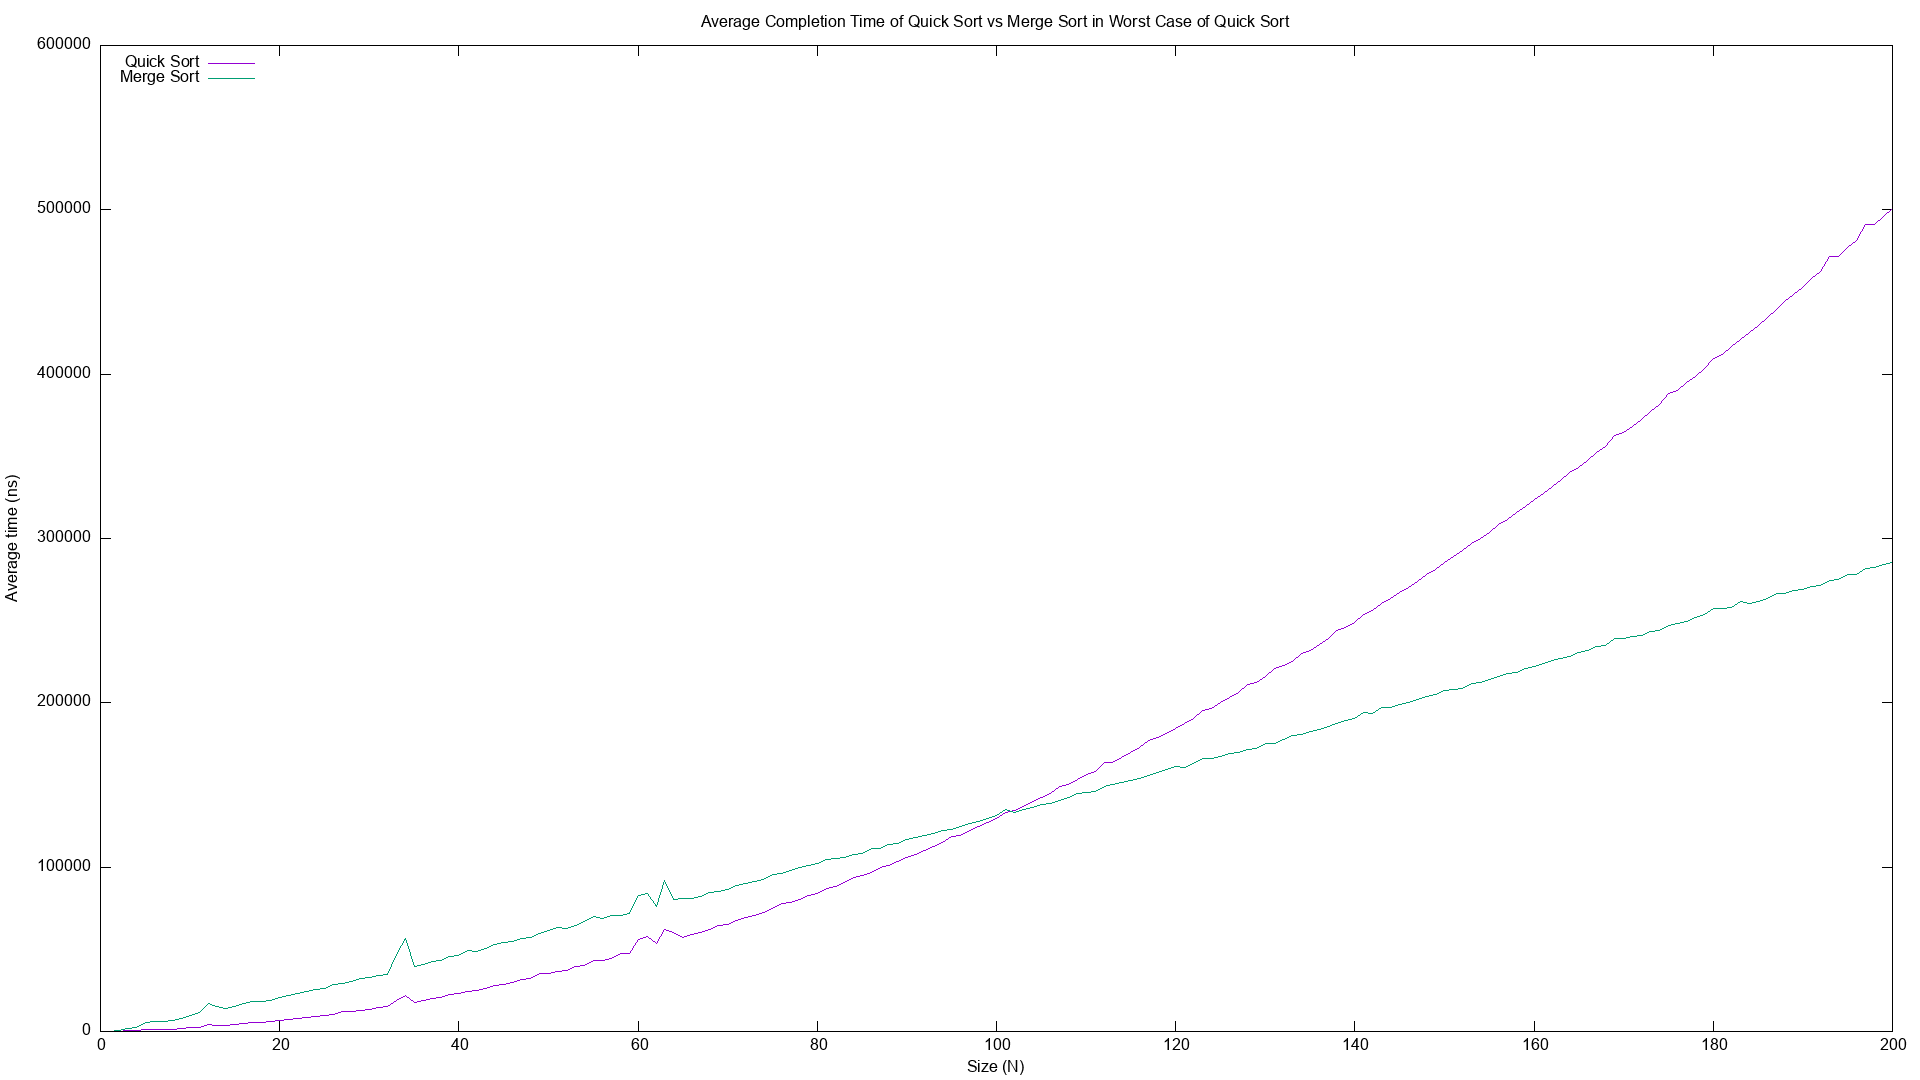 Average Completion Time of Quick Sort vs Merge Sort in Worst Case of Quick Sort
600000
Quick Sort
Merge Sort
500000
400000
300000
200000
100000
0
Average time (ns)
0 20 40 60 80 100 120 140 160 180 200
Size (N)